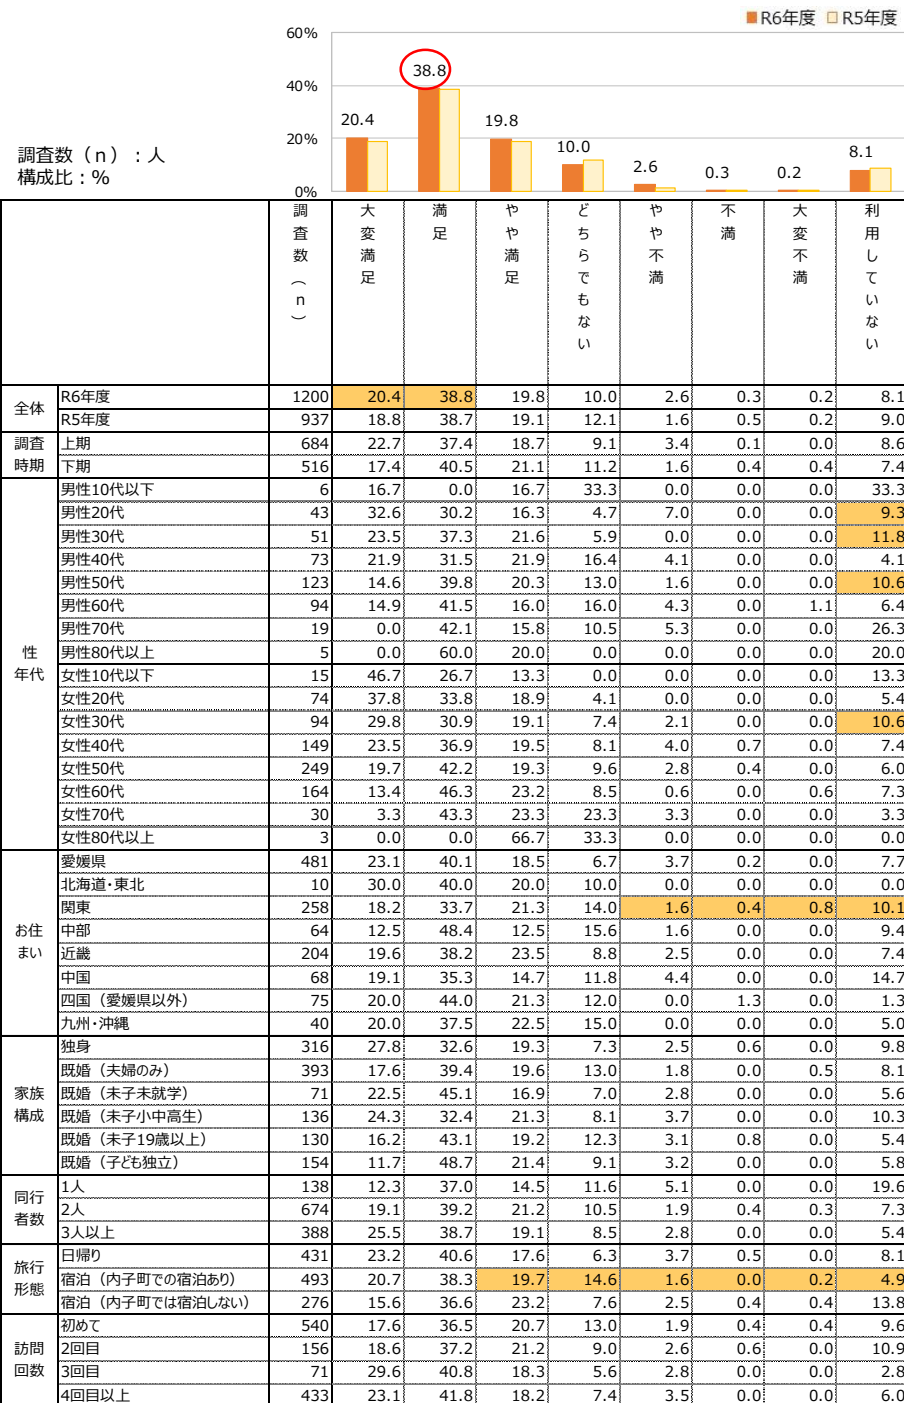 R6年度 R5年度
60%
40%
20%
0%
20.4 38.8 19.8 10.0 2.6 0.3 0.2 8.1
調査数（n）：人
構成比：%
調査数（n） 大変満足 満足 やや満足 どちらでもない やや不満 不満 大変不満 利用していない
全体 R6年度 1200 20.4 38.8 19.8 10.0 2.6 0.3 0.2 8.1
R5年度 937 18.8 38.7 19.1 12.1 1.6 0.5 0.2 9.0
調査時期 上期 684 22.7 37.4 18.7 9.1 3.4 0.1 0.0 8.6
下期 516 17.4 40.5 21.1 11.2 1.6 0.4 0.4 7.4
性年代 男性10代以下 6 16.7 0.0 16.7 33.3 0.0 0.0 0.0 33.3
男性20代 43 32.6 30.2 16.3 4.7 7.0 0.0 0.0 9.3
男性30代 51 23.5 37.3 21.6 5.9 0.0 0.0 0.0 11.8
男性40代 73 21.9 31.5 21.9 16.4 4.1 0.0 0.0 4.1
男性50代 123 14.6 39.8 20.3 13.0 1.6 0.0 0.0 10.6
男性60代 94 14.9 41.5 16.0 16.0 4.3 0.0 1.1 6.4
男性70代 19 0.0 42.1 15.8 10.5 5.3 0.0 0.0 26.3
男性80代以上 5 0.0 60.0 20.0 0.0 0.0 0.0 0.0 20.0
女性10代以下 15 46.7 26.7 13.3 0.0 0.0 0.0 0.0 13.3
女性20代 74 37.8 33.8 18.9 4.1 0.0 0.0 0.0 5.4
女性30代 94 29.8 30.9 19.1 7.4 2.1 0.0 0.0 10.6
女性40代 149 23.5 36.9 19.5 8.1 4.0 0.7 0.0 7.4
女性50代 249 19.7 42.2 19.3 9.6 2.8 0.4 0.0 6.0
女性60代 164 13.4 46.3 23.2 8.5 0.6 0.0 0.6 7.3
女性70代 30 3.3 43.3 23.3 23.3 3.3 0.0 0.0 3.3
女性80代以上 3 0.0 0.0 66.7 33.3 0.0 0.0 0.0 0.0
お住まい 愛媛県 481 23.1 40.1 18.5 6.7 3.7 0.2 0.0 7.7
北海道・東北 10 30.0 40.0 20.0 10.0 0.0 0.0 0.0 0.0
関東 258 18.2 33.7 21.3 14.0 1.6 0.4 0.8 10.1
中部 64 12.5 48.4 12.5 15.6 1.6 0.0 0.0 9.4
近畿 204 19.6 38.2 23.5 8.8 2.5 0.0 0.0 7.4
中国 68 19.1 35.3 14.7 11.8 4.4 0.0 0.0 14.7
四国（愛媛県以外） 75 20.0 44.0 21.3 12.0 0.0 1.3 0.0 1.3
九州・沖縄 40 20.0 37.5 22.5 15.0 0.0 0.0 0.0 5.0
家族構成 独身 316 27.8 32.6 19.3 7.3 2.5 0.6 0.0 9.8
既婚（夫婦のみ） 393 17.6 39.4 19.6 13.0 1.8 0.0 0.5 8.1
既婚（未子未就学） 71 22.5 45.1 16.9 7.0 2.8 0.0 0.0 5.6
既婚（未子小中高生） 136 24.3 32.4 21.3 8.1 3.7 0.0 0.0 10.3
既婚（未子19歳以上） 130 16.2 43.1 19.2 12.3 3.1 0.8 0.0 5.4
既婚（子ども独立） 154 11.7 48.7 21.4 9.1 3.2 0.0 0.0 5.8
同行者数 1人 138 12.3 37.0 14.5 11.6 5.1 0.0 0.0 19.6
2人 674 19.1 39.2 21.2 10.5 1.9 0.4 0.3 7.3
3人以上 388 25.5 38.7 19.1 8.5 2.8 0.0 0.0 5.4
旅行形態 日帰り 431 23.2 40.6 17.6 6.3 3.7 0.5 0.0 8.1
宿泊（内子町での宿泊あり） 493 20.7 38.3 19.7 14.6 1.6 0.0 0.2 4.9
宿泊（内子町では宿泊しない） 276 15.6 36.6 23.2 7.6 2.5 0.4 0.4 13.8
訪問回数 初めて 540 17.6 36.5 20.7 13.0 1.9 0.4 0.4 9.6
2回目 156 18.6 37.2 21.2 9.0 2.6 0.6 0.0 10.9
3回目 71 29.6 40.8 18.3 5.6 2.8 0.0 0.0 2.8
4回目以上 433 23.1 41.8 18.2 7.4 3.5 0.0 0.0 6.0